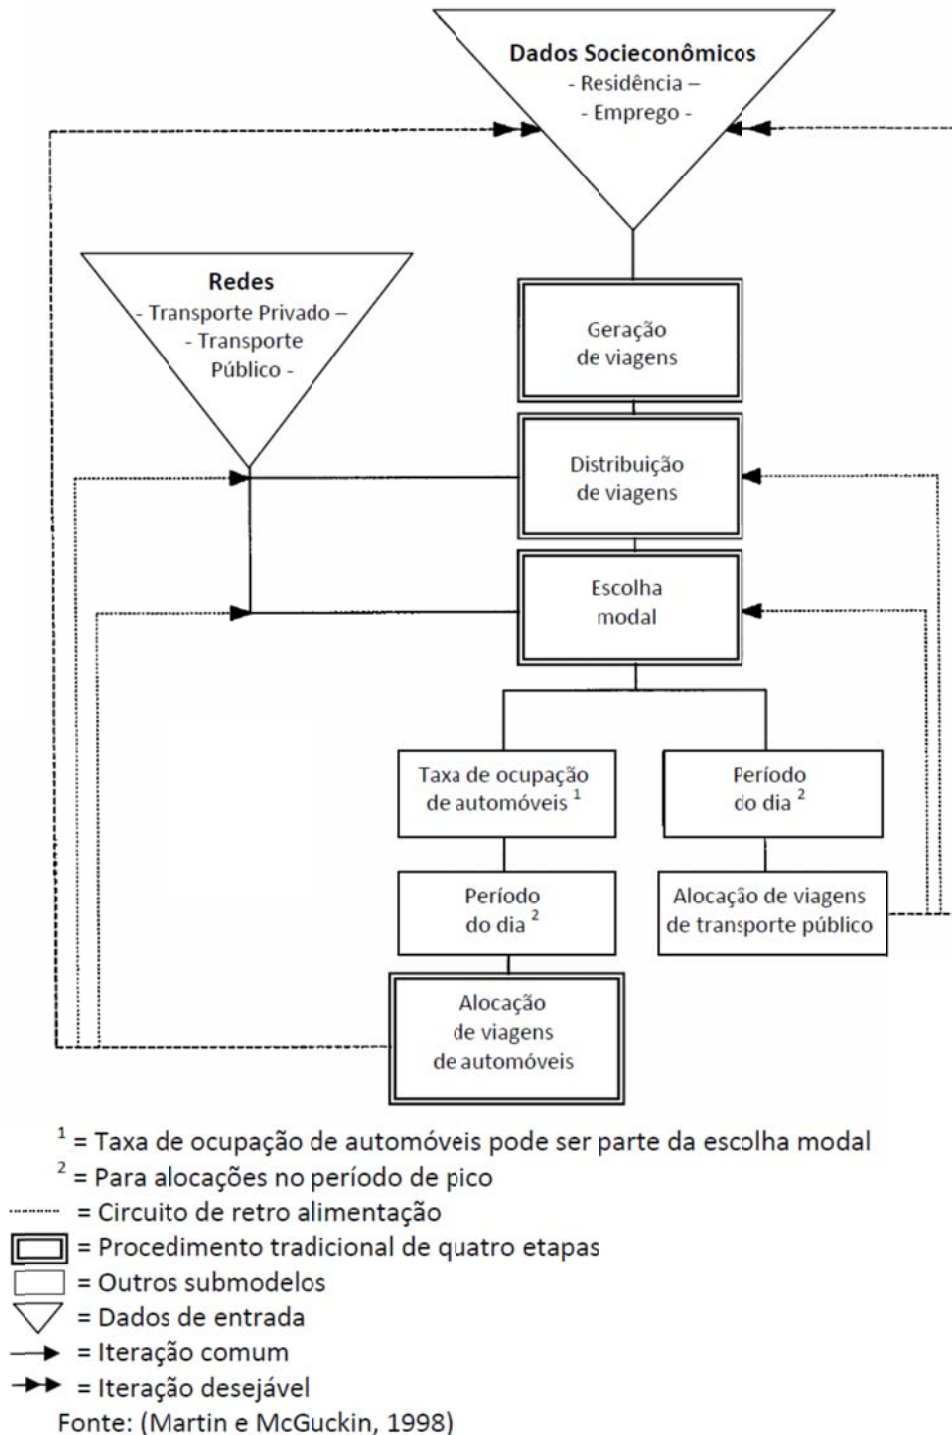 Dados Socieconômicos
- Residência –
- Emprego -
Redes
- Transporte Privado –
- Transporte
Público -
Geração
de viagens
Distribuição
de viagens
Escolha
modal
Taxa de ocupação
de automóveis ¹
Período
do dia ²
Período
do dia ²
Alocação de viagens
de transporte público
Alocação
de viagens
de automóveis
¹ = Taxa de ocupação de automóveis pode ser parte da escolha modal
² = Para alocações no período de pico
= Circuito de retro alimentação
= Procedimento tradicional de quatro etapas
= Outros submodelos
= Dados de entrada
= Iteração comum
= Iteração desejável
Fonte: (Martin e McGuckin, 1998)